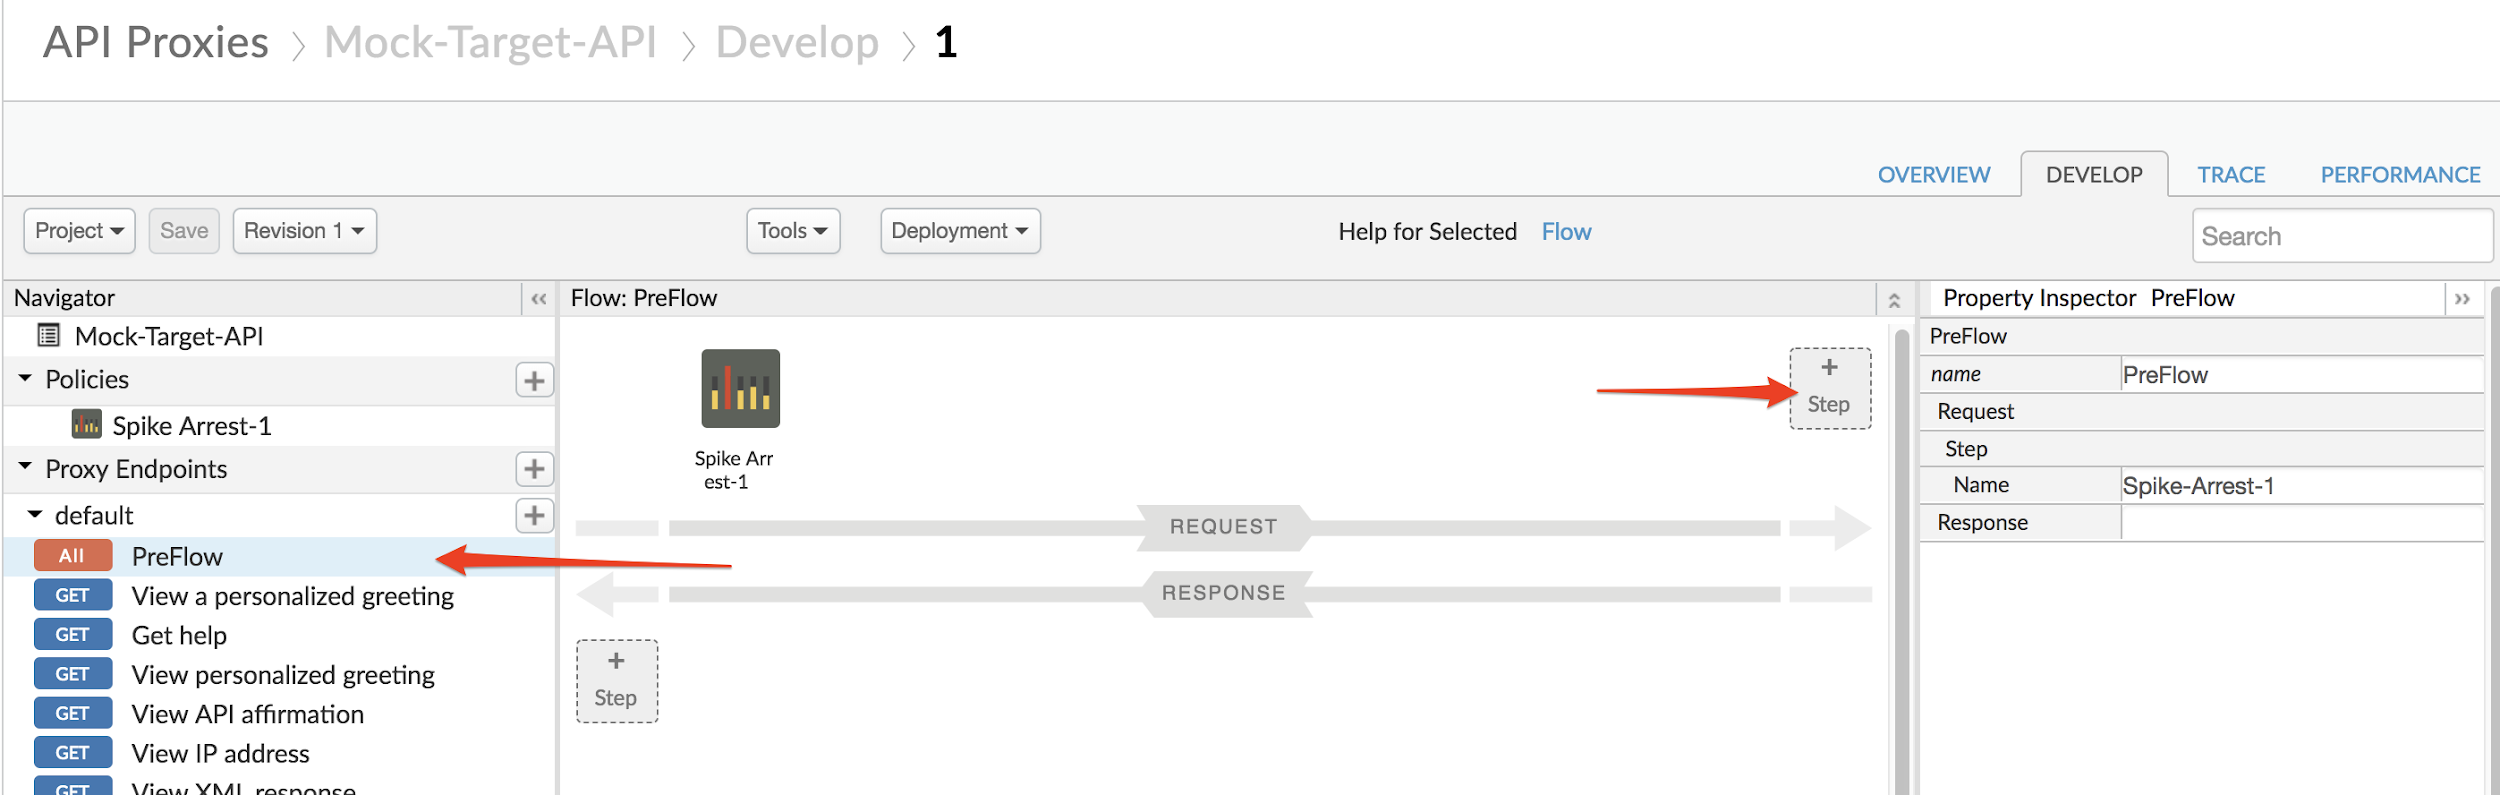 API Proxies > Mock-Target-API > Develop > 1
OVERVIEW DEVELOP TRACE PERFORMANCE
Project Save Revision 1 Tools Deployment Help for Selected Flow Search
Navigator « Flow: PreFlow Property Inspector PreFlow »
Mock-Target-API
Policies +
Spike Arrest-1
Proxy Endpoints +
default +
All PreFlow
GET View a personalized greeting
GET Get help
GET View personalized greeting
GET View API affirmation
GET View IP address
GET View XML response
Spike Arr
est-1
+
Step
REQUEST
RESPONSE
+
Step
PreFlow
name PreFlow
Request
Step
Name Spike-Arrest-1
Response